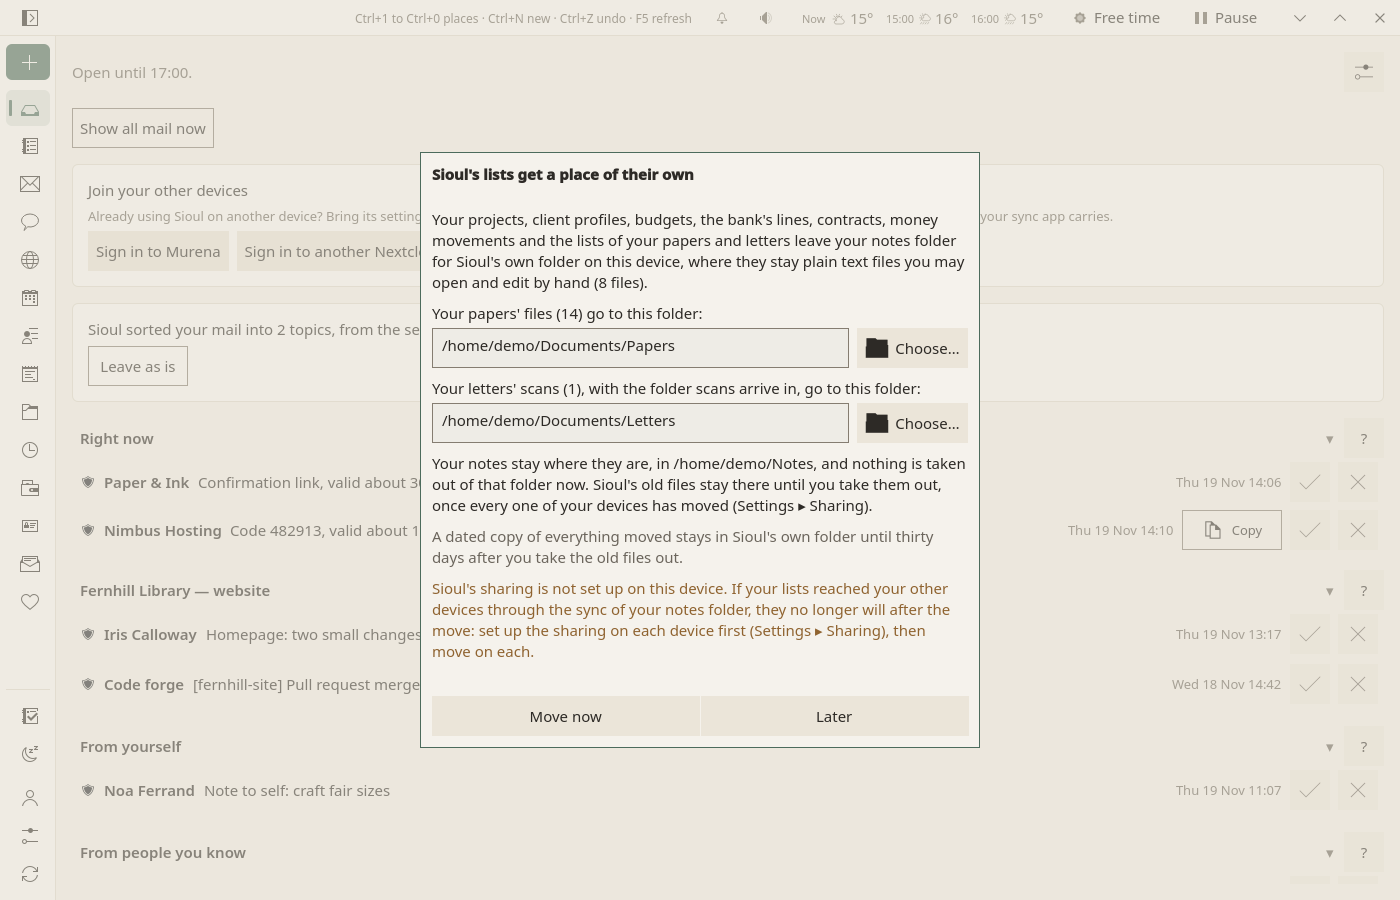 Ctrl+1 to Ctrl+0 places · Ctrl+N new · Ctrl+Z undo · F5 refresh
Now 15° 15:00 16° 16:00 15°
Free time
Pause
Open until 17:00.
Show all mail now
Join your other devices
Already using Sioul on another device? Bring its setting
your sync app carries.
Sign in to Murena
Sign in to another Nextcl
Sioul sorted your mail into 2 topics, from the se
Leave as is
Right now
▾ ?
Paper & Ink Confirmation link, valid about 3
Thu 19 Nov 14:06
Nimbus Hosting Code 482913, valid about 1
Thu 19 Nov 14:10
Copy
Fernhill Library — website
▾ ?
Iris Calloway Homepage: two small changes
Thu 19 Nov 13:17
Code forge [fernhill-site] Pull request merge
Wed 18 Nov 14:42
From yourself
▾ ?
Noa Ferrand Note to self: craft fair sizes
Thu 19 Nov 11:07
From people you know
▾ ?
Sioul's lists get a place of their own
Your projects, client profiles, budgets, the bank's lines, contracts, money
movements and the lists of your papers and letters leave your notes folder
for Sioul's own folder on this device, where they stay plain text files you may
open and edit by hand (8 files).
Your papers' files (14) go to this folder:
/home/demo/Documents/Papers
Choose...
Your letters' scans (1), with the folder scans arrive in, go to this folder:
/home/demo/Documents/Letters
Choose...
Your notes stay where they are, in /home/demo/Notes, and nothing is taken
out of that folder now. Sioul's old files stay there until you take them out,
once every one of your devices has moved (Settings ▸ Sharing).
A dated copy of everything moved stays in Sioul's own folder until thirty
days after you take the old files out.
Sioul's sharing is not set up on this device. If your lists reached your other
devices through the sync of your notes folder, they no longer will after the
move: set up the sharing on each device first (Settings ▸ Sharing), then
move on each.
Move now
Later